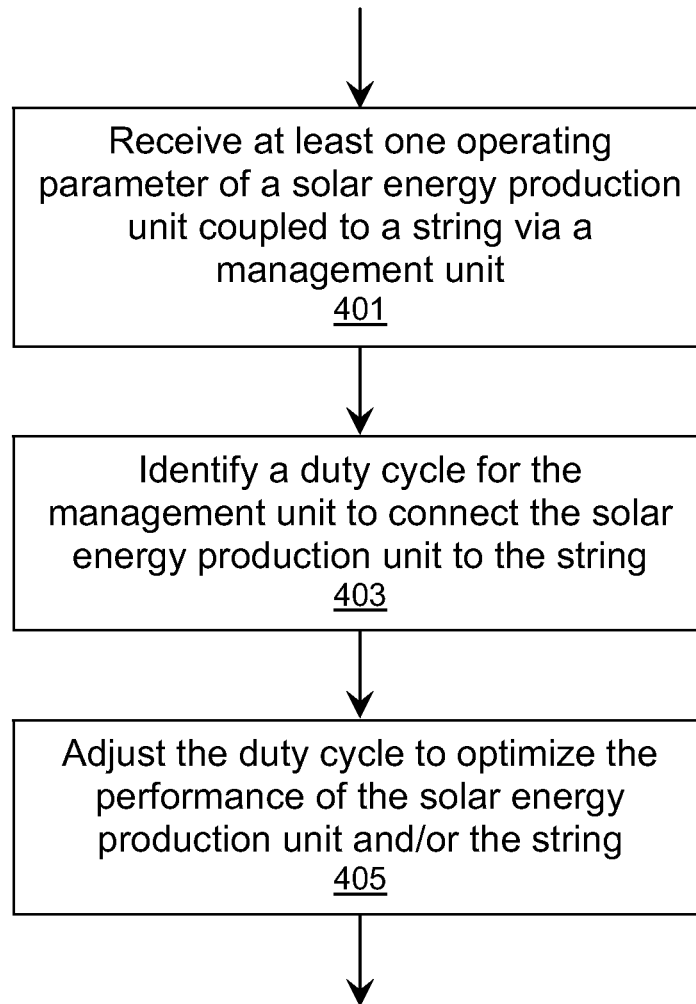 Receive at least one operating
parameter of a solar energy production
unit coupled to a string via a
management unit
401
Identify a duty cycle for the
management unit to connect the solar
energy production unit to the string
403
Adjust the duty cycle to optimize the
performance of the solar energy
production unit and/or the string
405